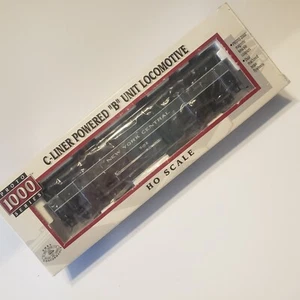 C-LINER POWERED "B" UNIT LOCOMOTIVE
NEW YORK CENTRAL
PROTO
1000
SERIES
HO SCALE